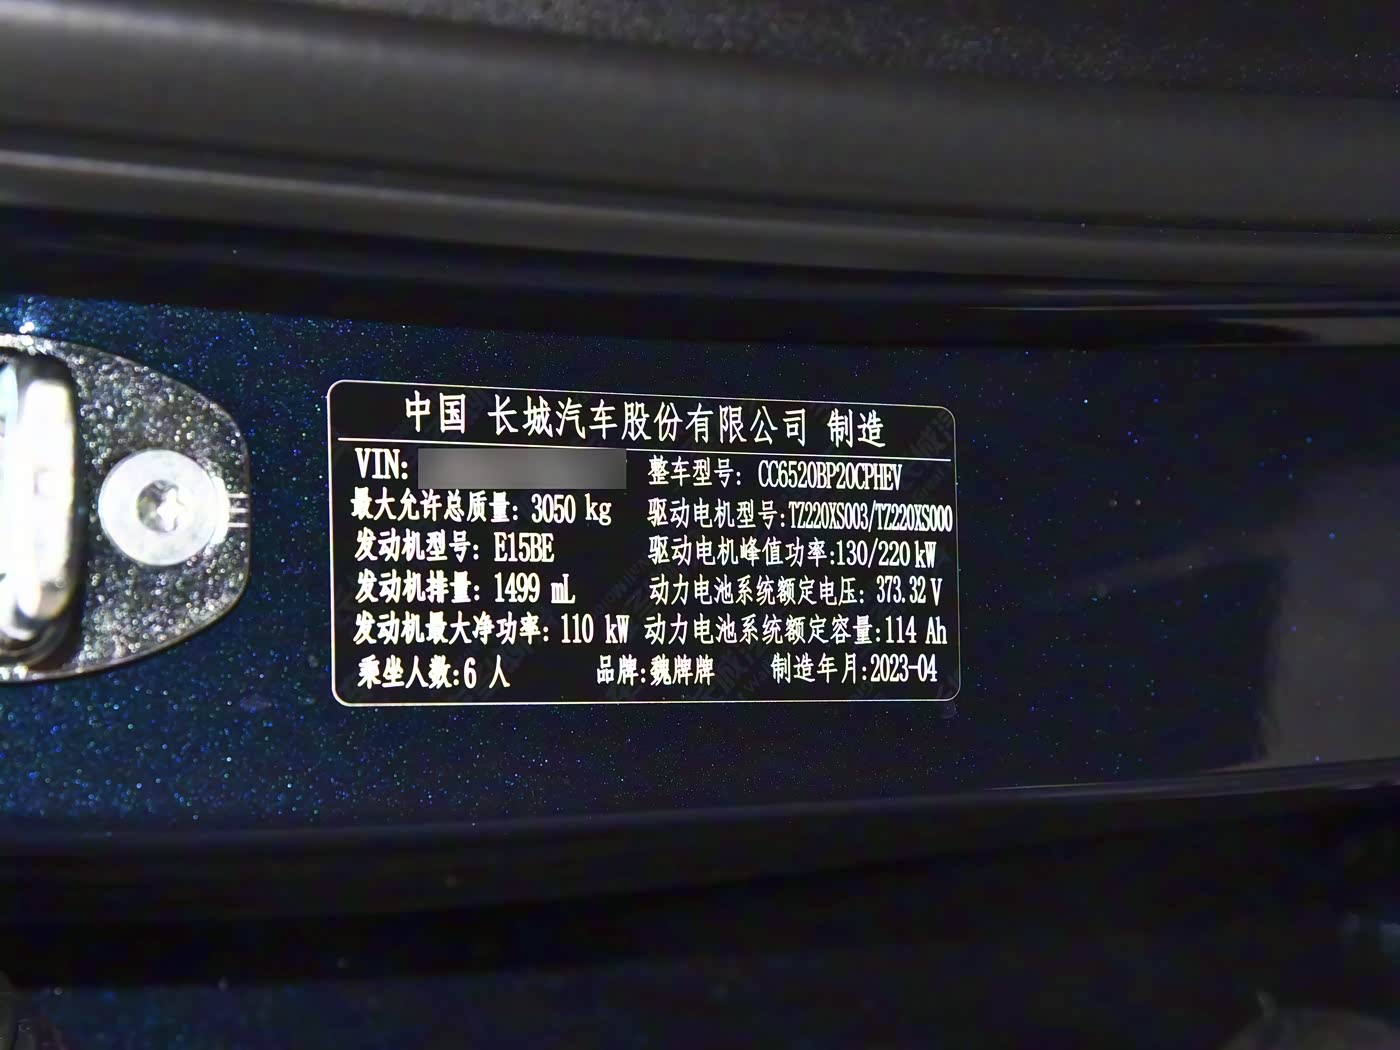 中国 长城汽车股份有限公司 制造
VIN:
整车型号: CC6520BP20CPHEV
最大允许总质量: 3050 kg
驱动电机型号:TZ220XS003/TZ220XS000
发动机型号: E15BE
驱动电机峰值功率:130/220 kW
发动机排量: 1499 mL
动力电池系统额定电压: 373.32 V
发动机最大净功率: 110 kW
动力电池系统额定容量:114 Ah
乘坐人数:6 人
品牌:魏牌牌
制造年月:2023-04